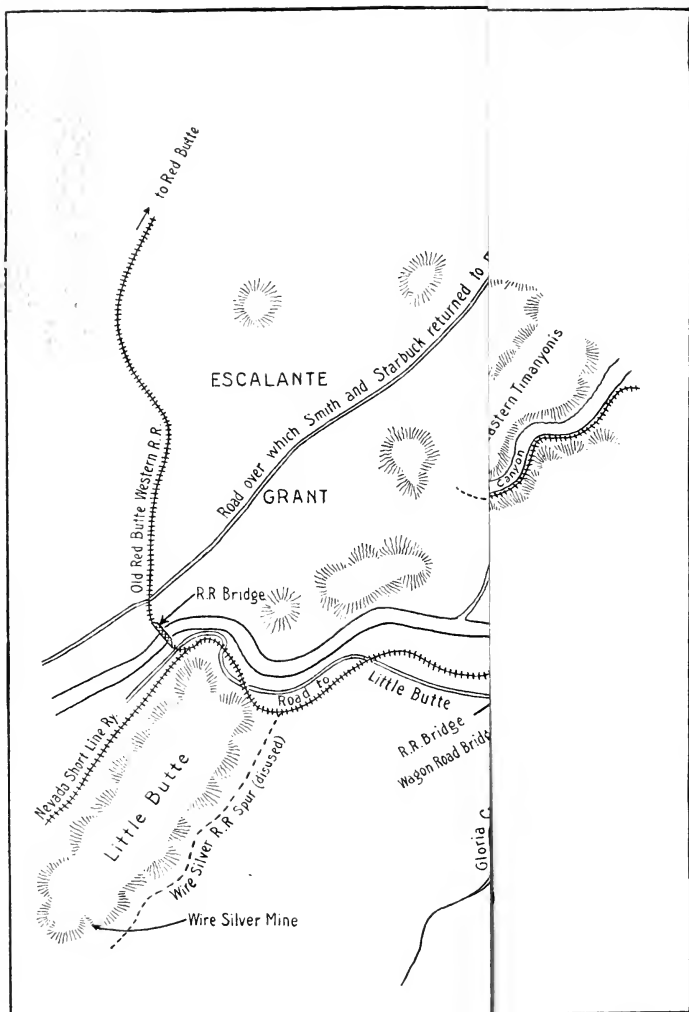 to Red Butte
ESCALANTE
Road over which Smith and Starbuck returned to
astern Timanyonis
Canyon
Old Red Butte Western R.R.
GRANT
R.R Bridge
Road to Little Butte
R.R. Bridge
Wagon Road Bridg
Nevada Short Line Ry.
Little Butte
Wire Silver R.R Spur (disused)
Gloria C
Wire Silver Mine